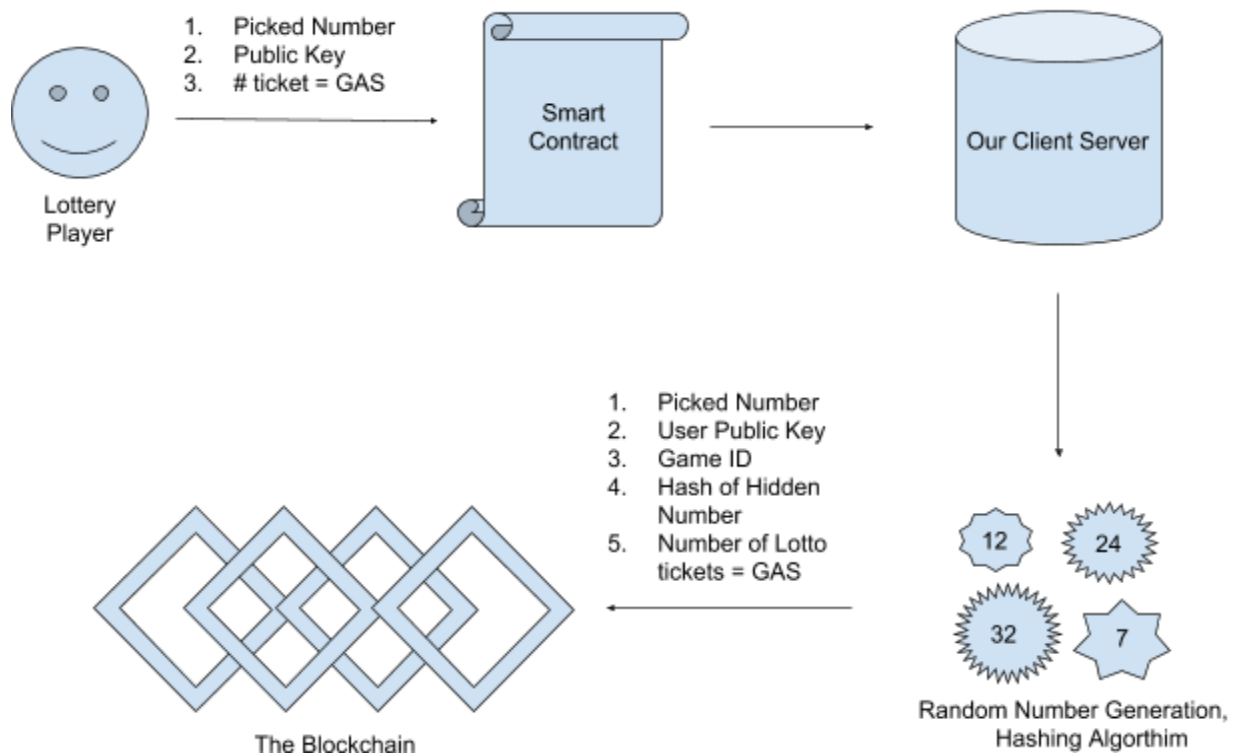 1. Picked Number
2. Public Key
3. # ticket = GAS
Lottery
Player
Smart
Contract
Our Client Server
1. Picked Number
2. User Public Key
3. Game ID
4. Hash of Hidden
Number
5. Number of Lotto
tickets = GAS
12
24
32
7
Random Number Generation,
Hashing Algorthim
The Blockchain